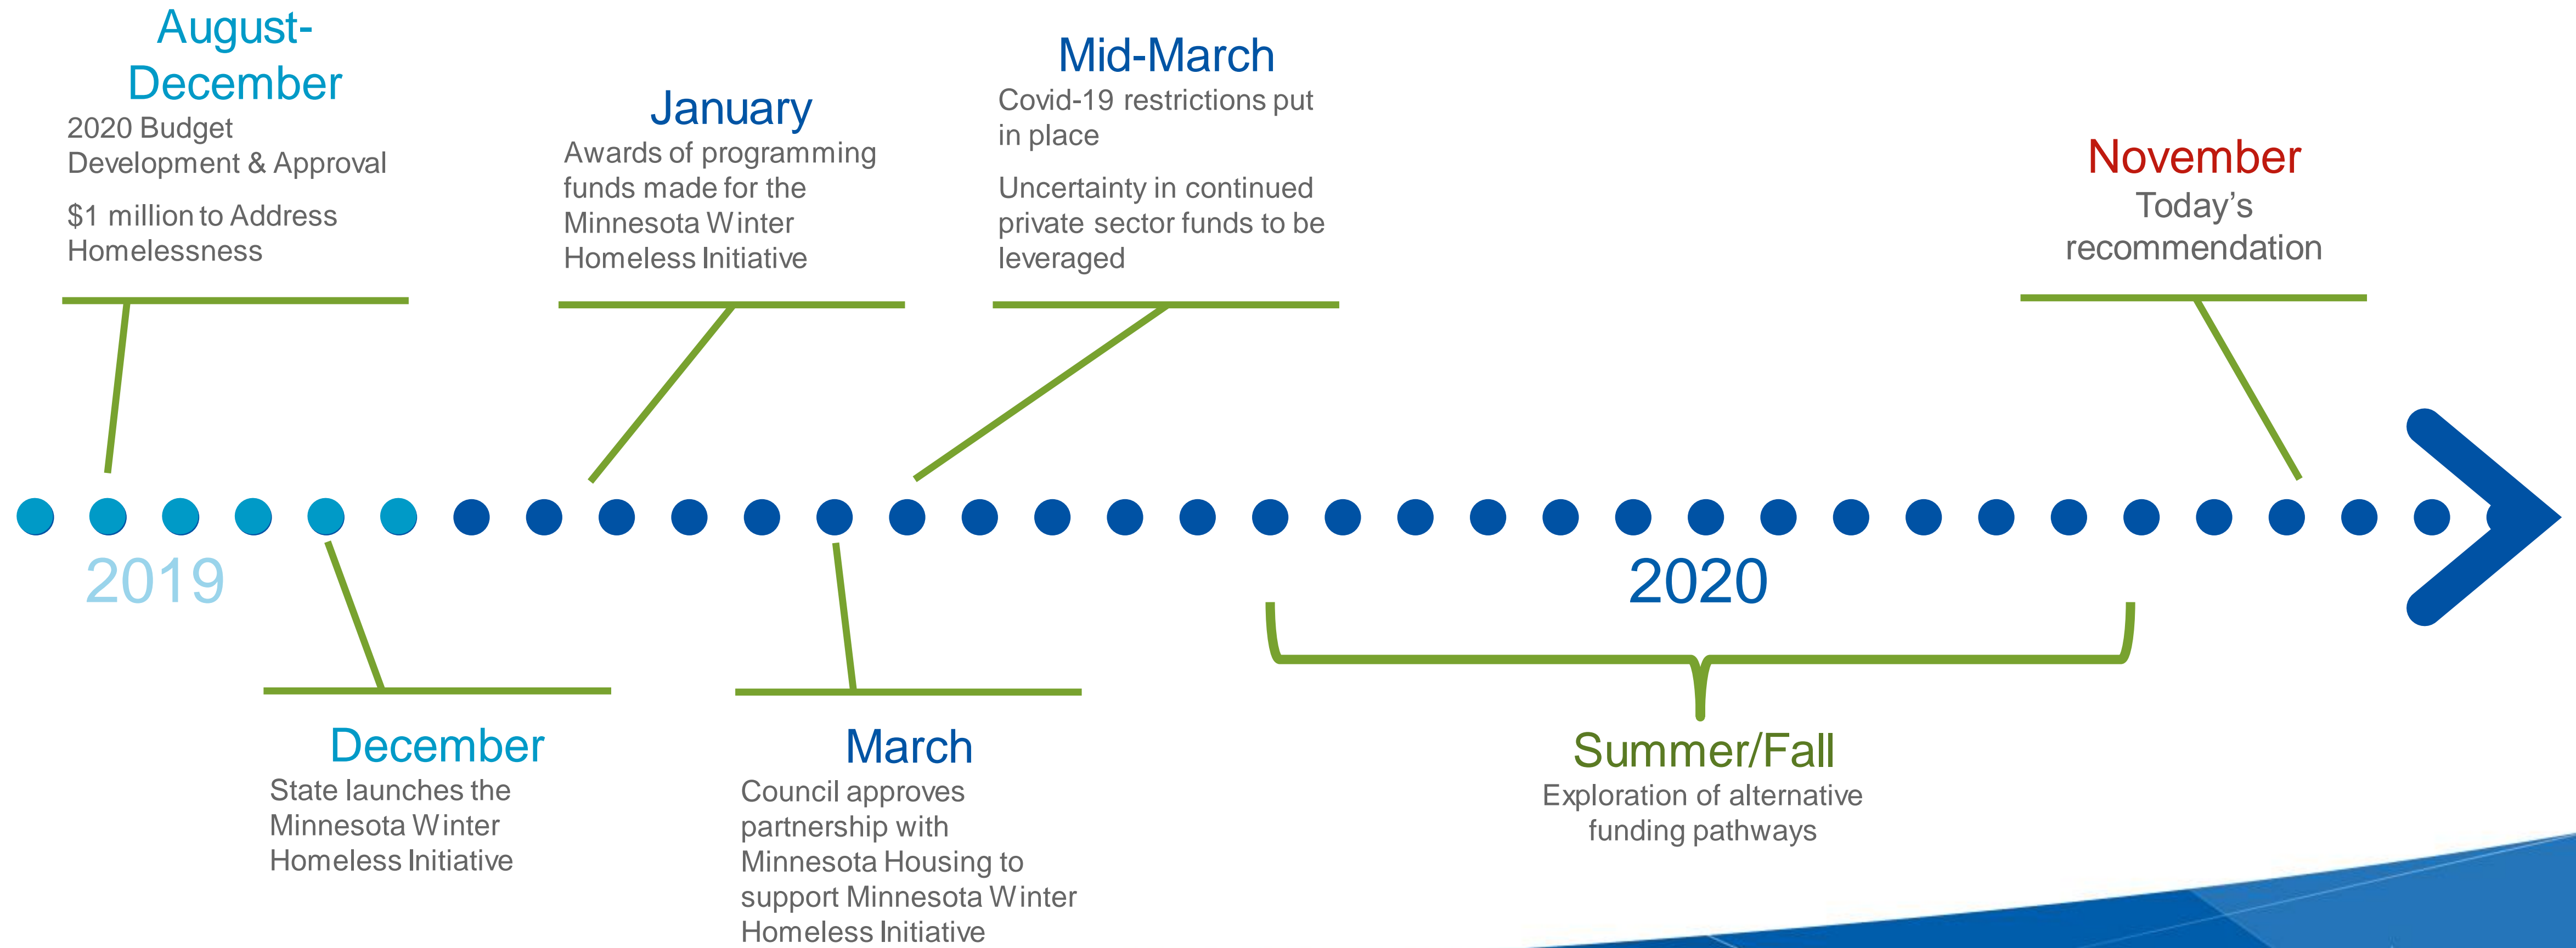 August-
December
2020 Budget
Development & Approval
$1 million to Address
Homelessness
January
Awards of programming
funds made for the
Minnesota Winter
Homeless Initiative
Mid-March
Covid-19 restrictions put
in place
Uncertainty in continued
private sector funds to be
leveraged
November
Today's
recommendation
2019
2020
December
State launches the
Minnesota Winter
Homeless Initiative
March
Council approves
partnership with
Minnesota Housing to
support Minnesota Winter
Homeless Initiative
Summer/Fall
Exploration of alternative
funding pathways